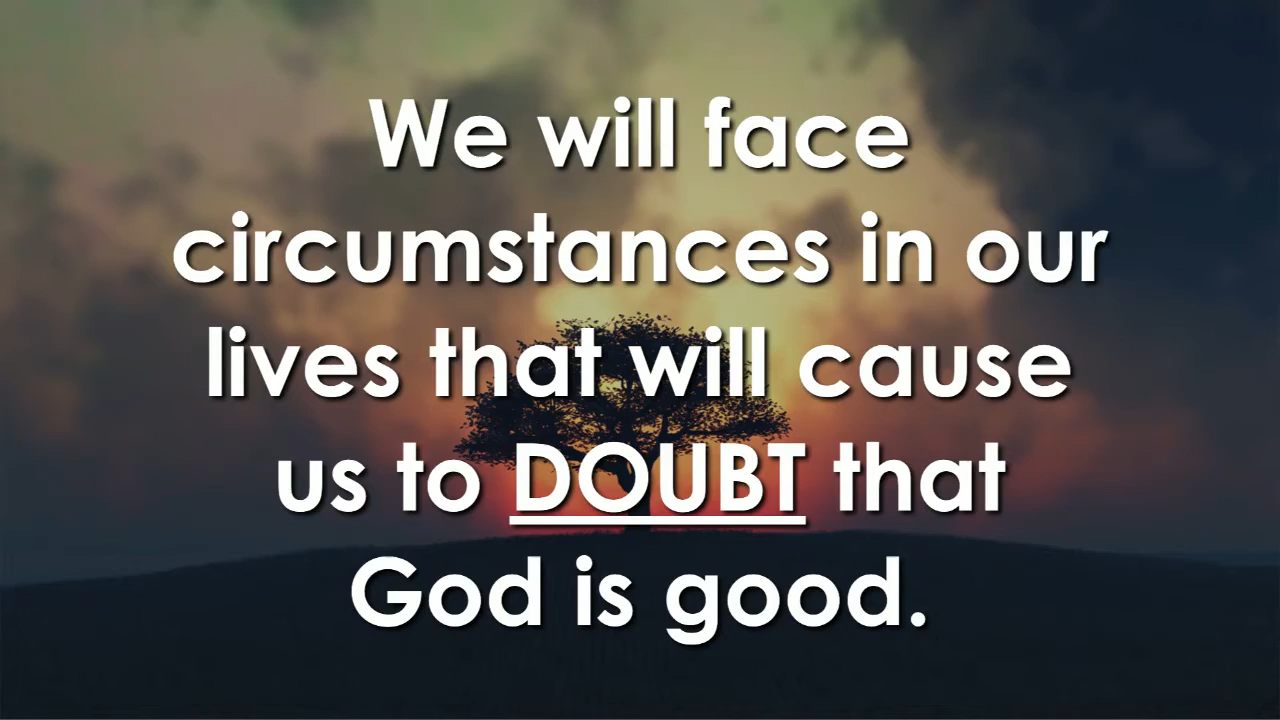 We will face
circumstances in our
lives that will cause
us to DOUBT that
God is good.